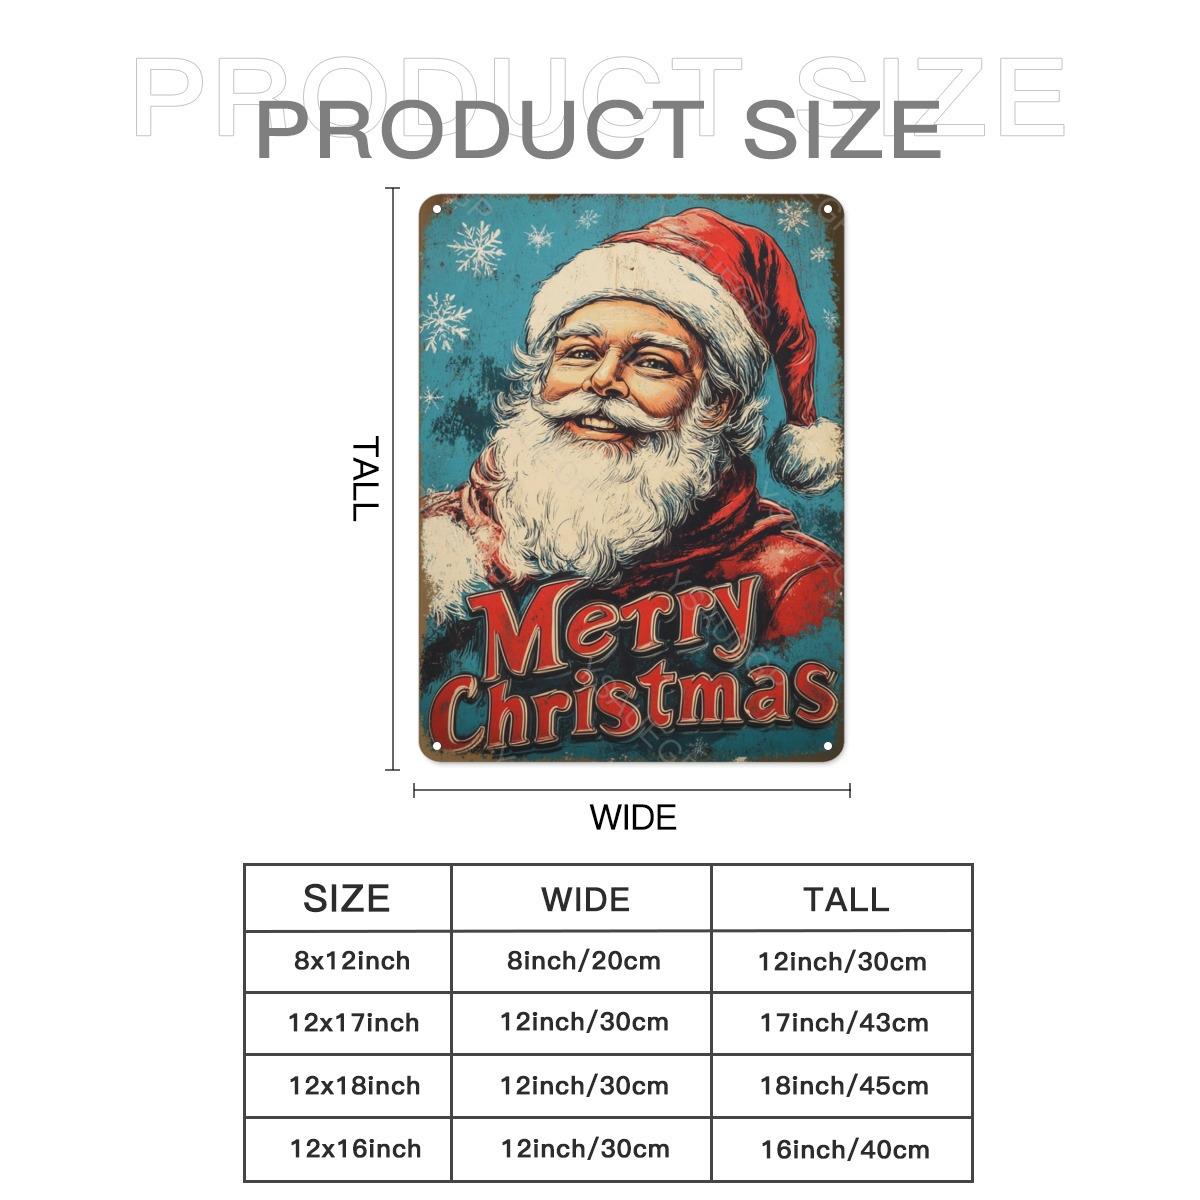 PRODUCT SIZE
PRODUCT SIZE
TALL
Merry
Christmas
WIDE
SIZE WIDE TALL
8x12inch 8inch/20cm 12inch/30cm
12x17inch 12inch/30cm 17inch/43cm
12x18inch 12inch/30cm 18inch/45cm
12x16inch 12inch/30cm 16inch/40cm